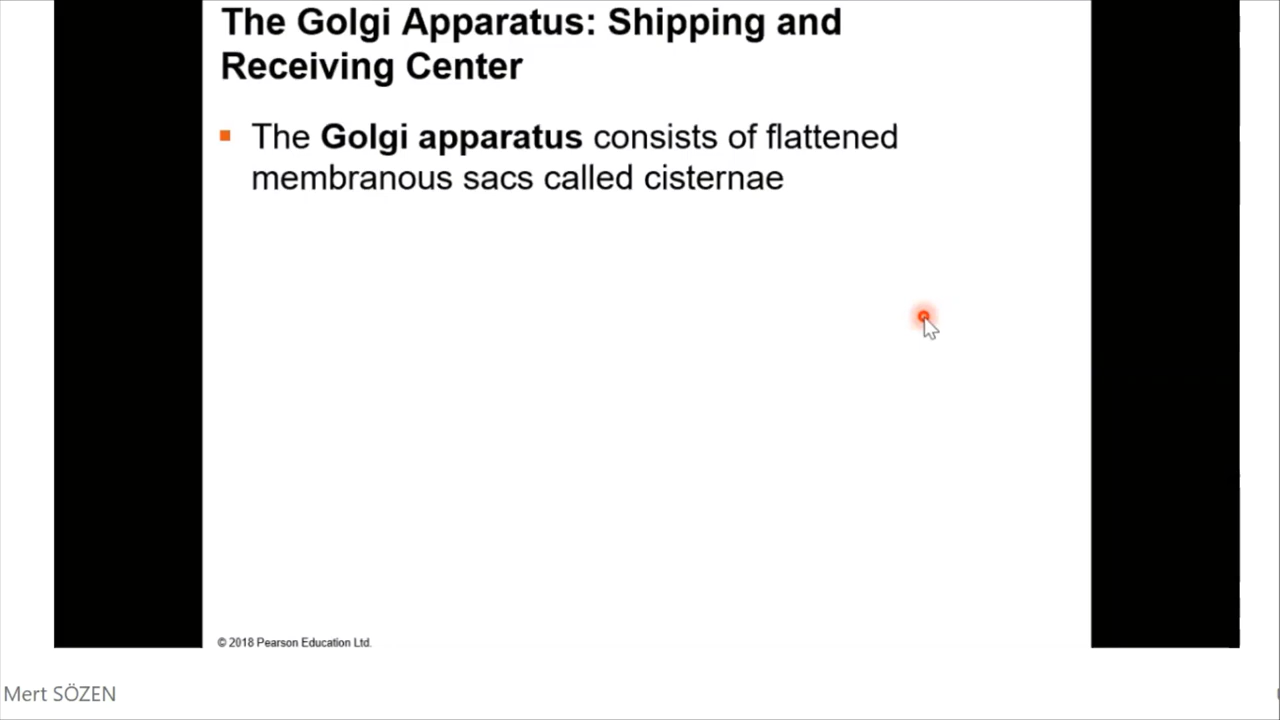 The Golgi Apparatus: Shipping and
Receiving Center
The Golgi apparatus consists of flattened
membranous sacs called cisternae
© 2018 Pearson Education Ltd.
Mert SÖZEN